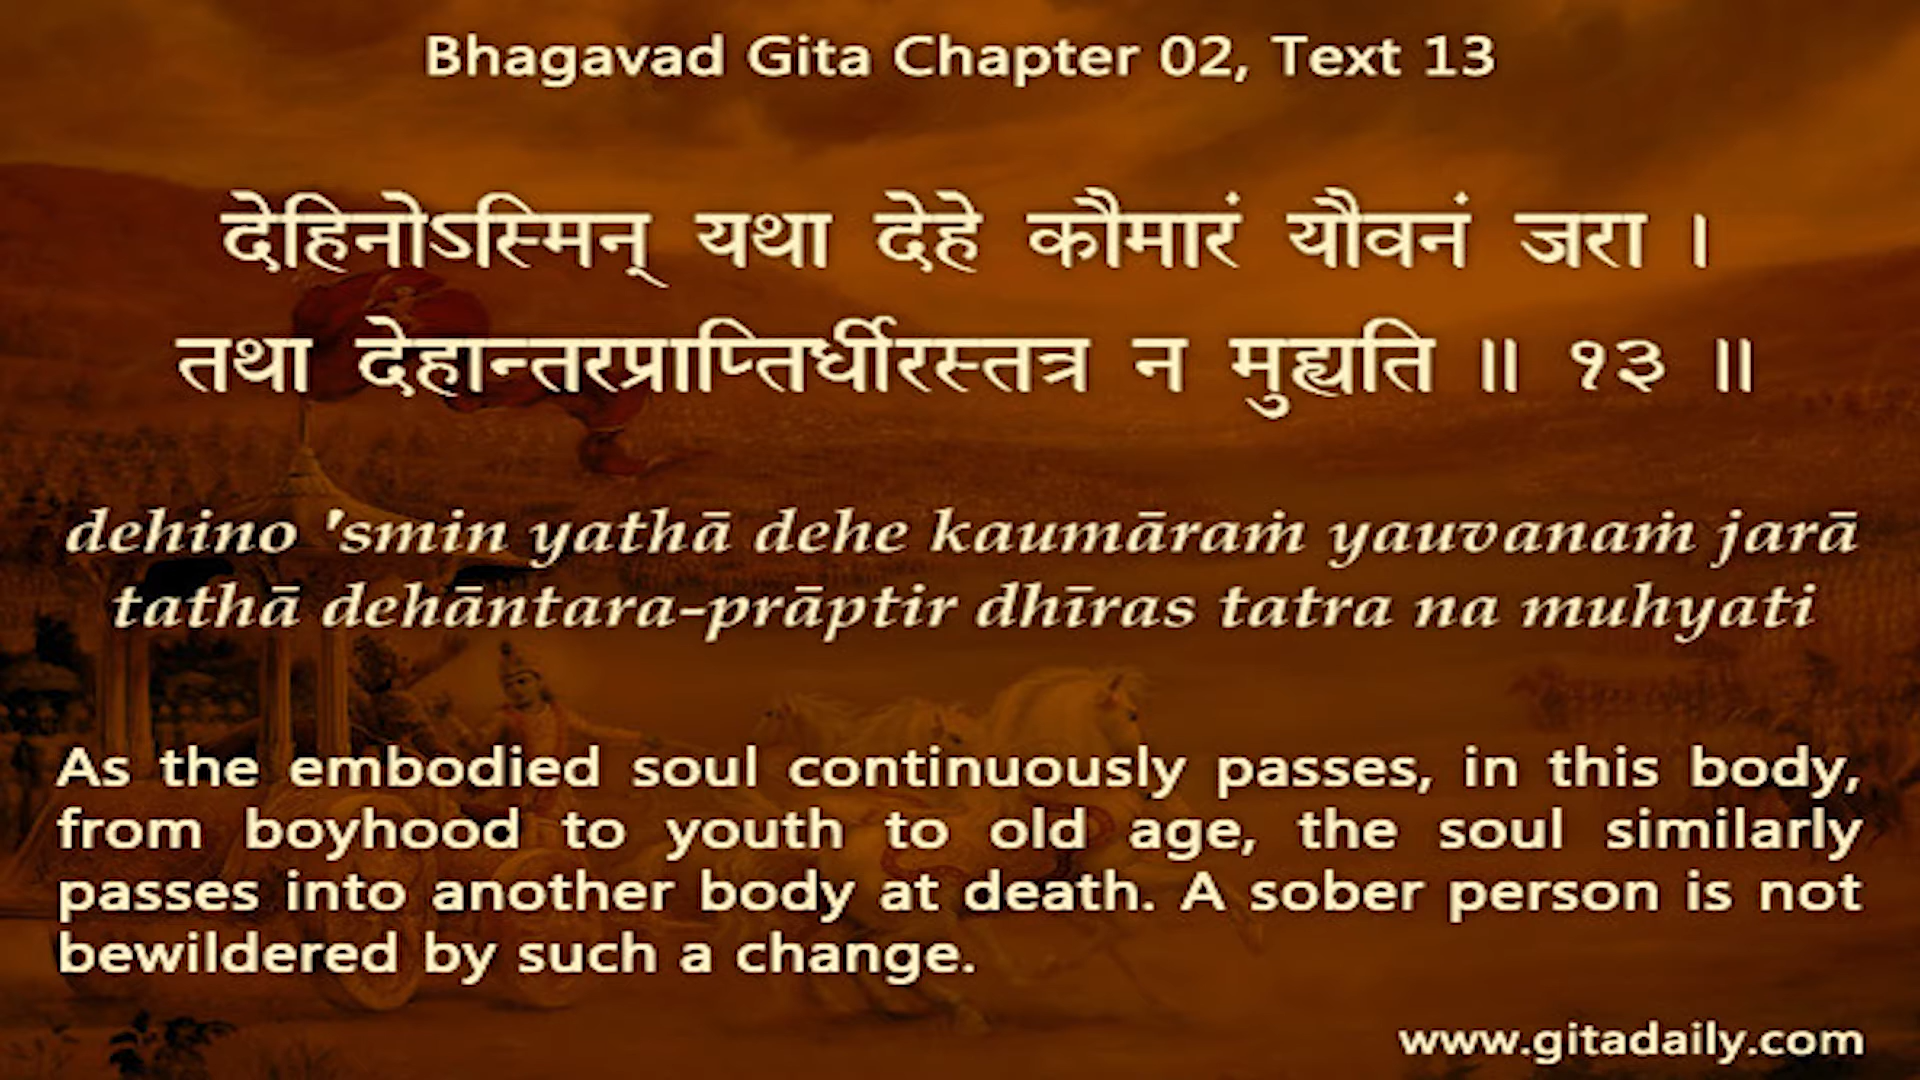 Bhagavad Gita Chapter 02, Text 13
देहिनोऽस्मिन् यथा देहे कौमारं यौवनं जरा ।
तथा देहान्तरप्राप्तिर्धीरस्तत्र न मुह्यति ॥ १३ ॥
dehino 'smin yathā dehe kaumāraṁ yauvanaṁ jarā
tathā dehāntara-prāptir dhīras tatra na muhyati
As the embodied soul continuously passes, in this body,
from boyhood to youth to old age, the soul similarly
passes into another body at death. A sober person is not
bewildered by such a change.
www.gitadaily.com